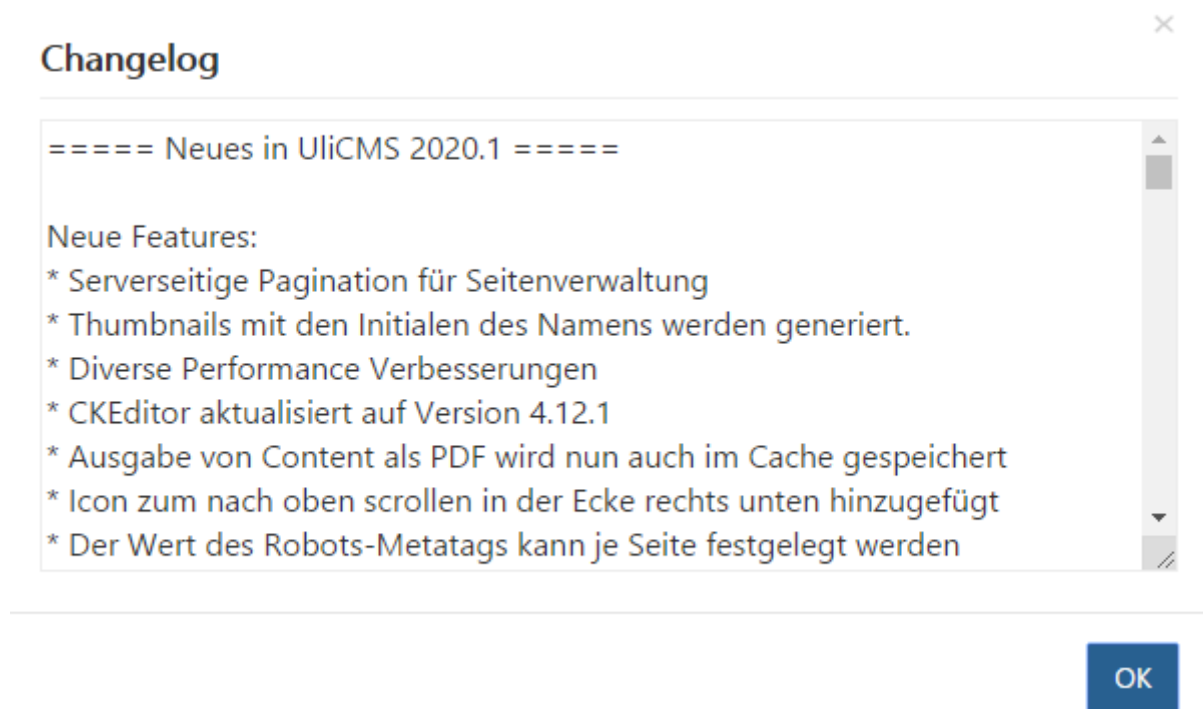 Changelog
===== Neues in UliCMS 2020.1 =====
Neue Features:
* Serverseitige Pagination für Seitenverwaltung
* Thumbnails mit den Initialen des Namens werden generiert.
* Diverse Performance Verbesserungen
* CKEditor aktualisiert auf Version 4.12.1
* Ausgabe von Content als PDF wird nun auch im Cache gespeichert
* Icon zum nach oben scrollen in der Ecke rechts unten hinzugefügt
* Der Wert des Robots-Metatags kann je Seite festgelegt werden
OK